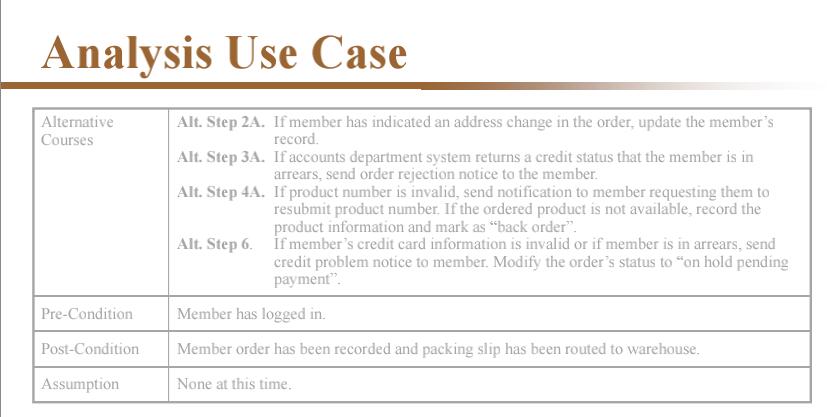 Analysis Use Case
Alternative
Courses
Alt. Step 2A. If member has indicated an address change in the order, update the member's
record.
Alt. Step 3A. If accounts department system returns a credit status that the member is in
arrears, send order rejection notice to the member.
Alt. Step 4A. If product number is invalid, send notification to member requesting them to
resubmit product number. If the ordered product is not available, record the
product information and mark as “back order”.
Alt. Step 6. If member's credit card information is invalid or if member is in arrears, send
credit problem notice to member. Modify the order's status to “on hold pending
payment”.
Pre-Condition Member has logged in.
Post-Condition Member order has been recorded and packing slip has been routed to warehouse.
Assumption None at this time.